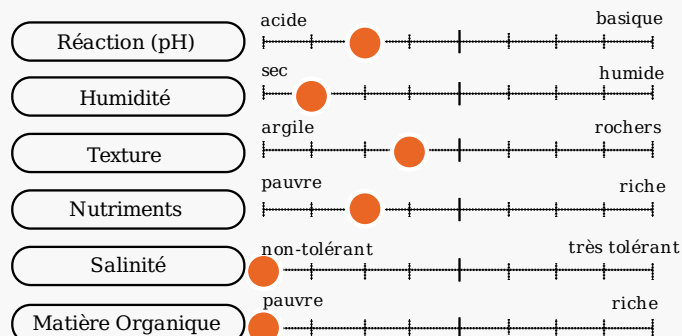 acide basique
Réaction (pH)
sec humide
Humidité
argile rochers
Texture
pauvre riche
Nutriments
non-tolérant très tolérant
Salinité
pauvre riche
Matière Organique